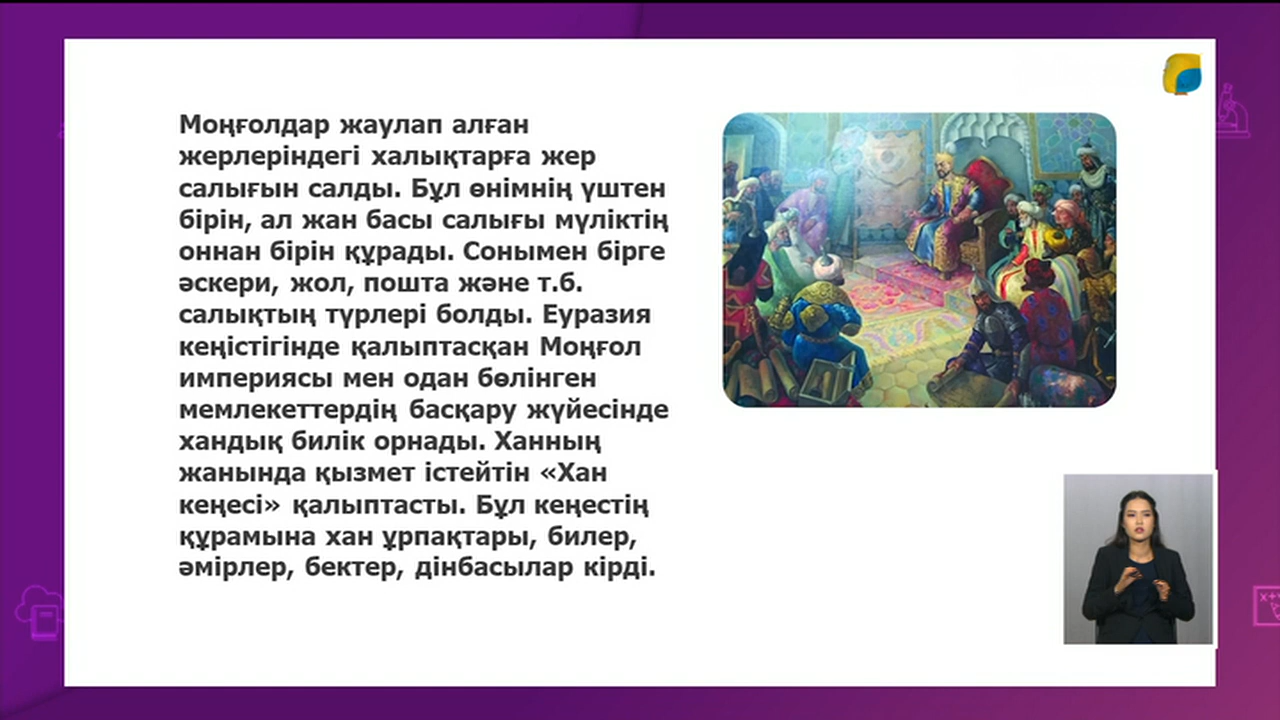 Моңғолдар жаулап алған
жерлеріндегі халықтарға жер
салығын салды. Бұл өнімнің үштен
бірін, ал жан басы салығы мүліктің
оннан бірін құрады. Сонымен бірге
әскери, жол, пошта және т.б.
салықтың түрлері болды. Еуразия
кеңістігінде қалыптасқан Моңғол
империясы мен одан бөлінген
мемлекеттердің басқару жүйесінде
хандық билік орнады. Ханның
жанында қызмет істейтін «Хан
кеңесі» қалыптасты. Бұл кеңестің
құрамына хан ұрпақтары, билер,
әмірлер, бектер, дінбасылар кірді.